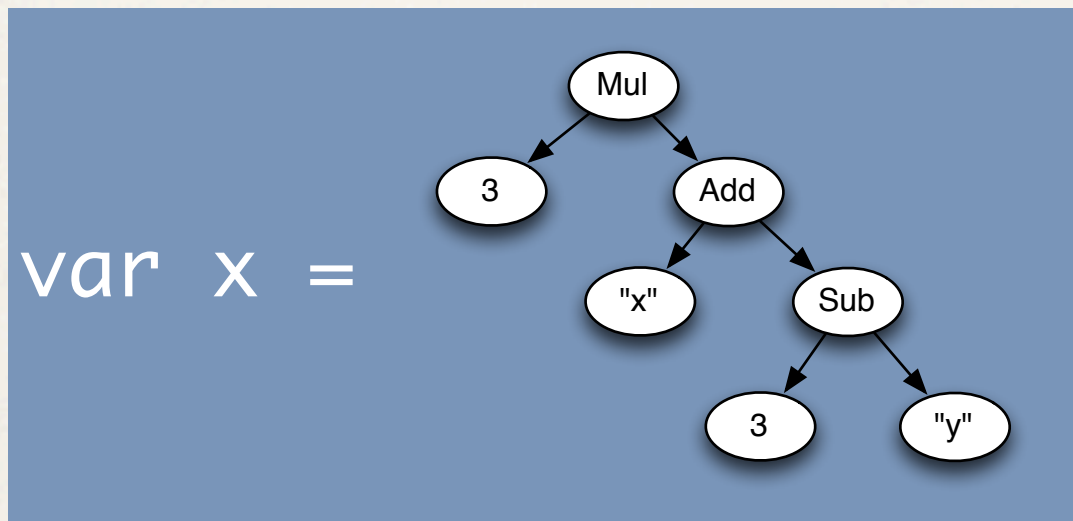 Mul
3
Add
var x =
"x"
Sub
3
"y"